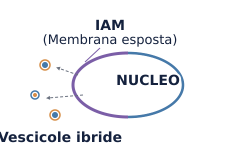 IAM
(Membrana esposta)
NUCLEO
Vescicole ibride